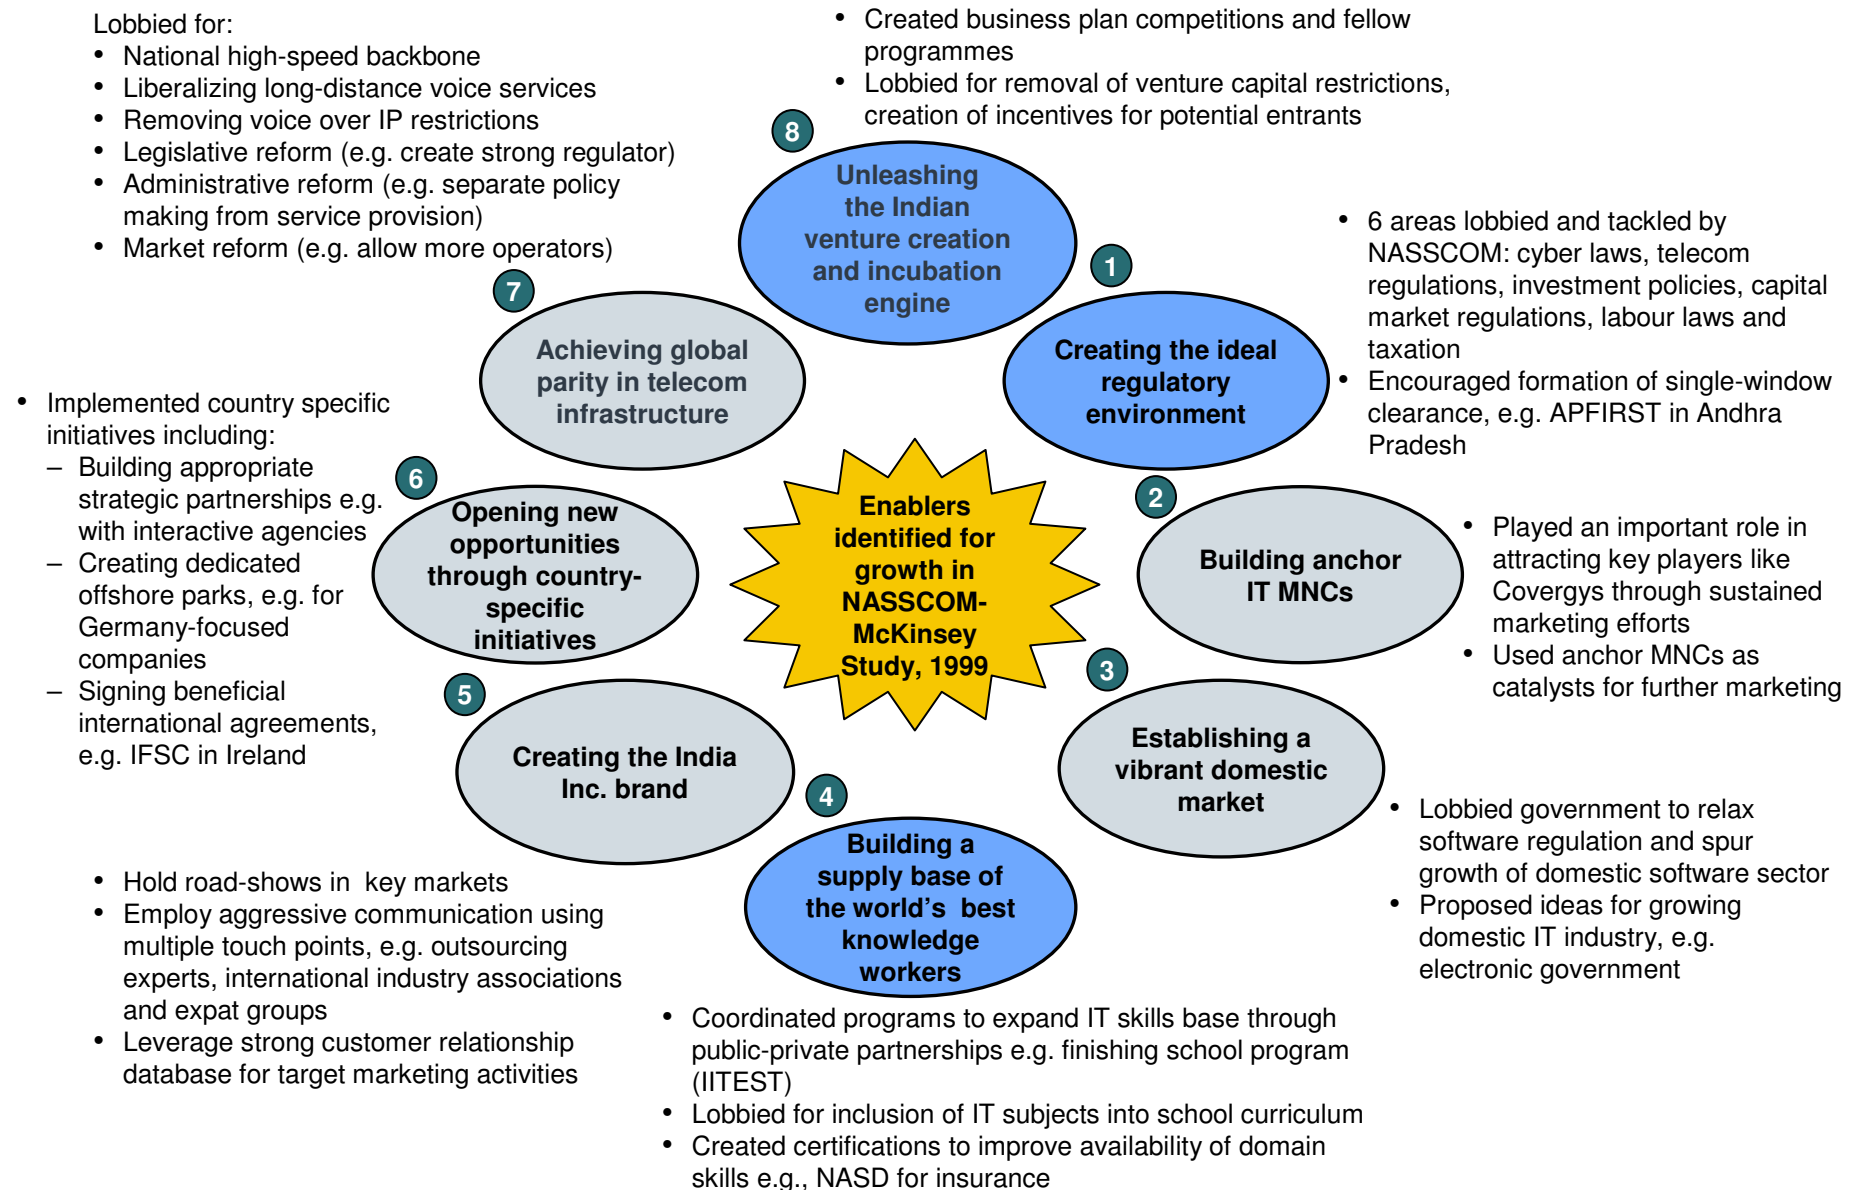 Lobbied for:
• National high-speed backbone
• Liberalizing long-distance voice services
• Removing voice over IP restrictions
• Legislative reform (e.g. create strong regulator)
• Administrative reform (e.g. separate policy
making from service provision)
• Market reform (e.g. allow more operators)
• Created business plan competitions and fellow
programmes
• Lobbied for removal of venture capital restrictions,
creation of incentives for potential entrants
8
Unleashing
the Indian
venture creation
and incubation
engine
1
Creating the ideal
regulatory
environment
• 6 areas lobbied and tackled by
NASSCOM: cyber laws, telecom
regulations, investment policies, capital
market regulations, labour laws and
taxation
• Encouraged formation of single-window
clearance, e.g. APFIRST in Andhra
Pradesh
7
Achieving global
parity in telecom
infrastructure
• Implemented country specific
initiatives including:
– Building appropriate
strategic partnerships e.g.
with interactive agencies
– Creating dedicated
offshore parks, e.g. for
Germany-focused
companies
– Signing beneficial
international agreements,
e.g. IFSC in Ireland
6
Opening new
opportunities
through country-
specific
initiatives
Enablers
identified for
growth in
NASSCOM-
McKinsey
Study, 1999
2
Building anchor
IT MNCs
• Played an important role in
attracting key players like
Covergys through sustained
marketing efforts
• Used anchor MNCs as
catalysts for further marketing
5
Creating the India
Inc. brand
3
Establishing a
vibrant domestic
market
• Lobbied government to relax
software regulation and spur
growth of domestic software sector
• Proposed ideas for growing
domestic IT industry, e.g.
electronic government
4
Building a
supply base of
the world’s best
knowledge
workers
• Hold road-shows in key markets
• Employ aggressive communication using
multiple touch points, e.g. outsourcing
experts, international industry associations
and expat groups
• Leverage strong customer relationship
database for target marketing activities
• Coordinated programs to expand IT skills base through
public-private partnerships e.g. finishing school program
(IITEST)
• Lobbied for inclusion of IT subjects into school curriculum
• Created certifications to improve availability of domain
skills e.g., NASD for insurance